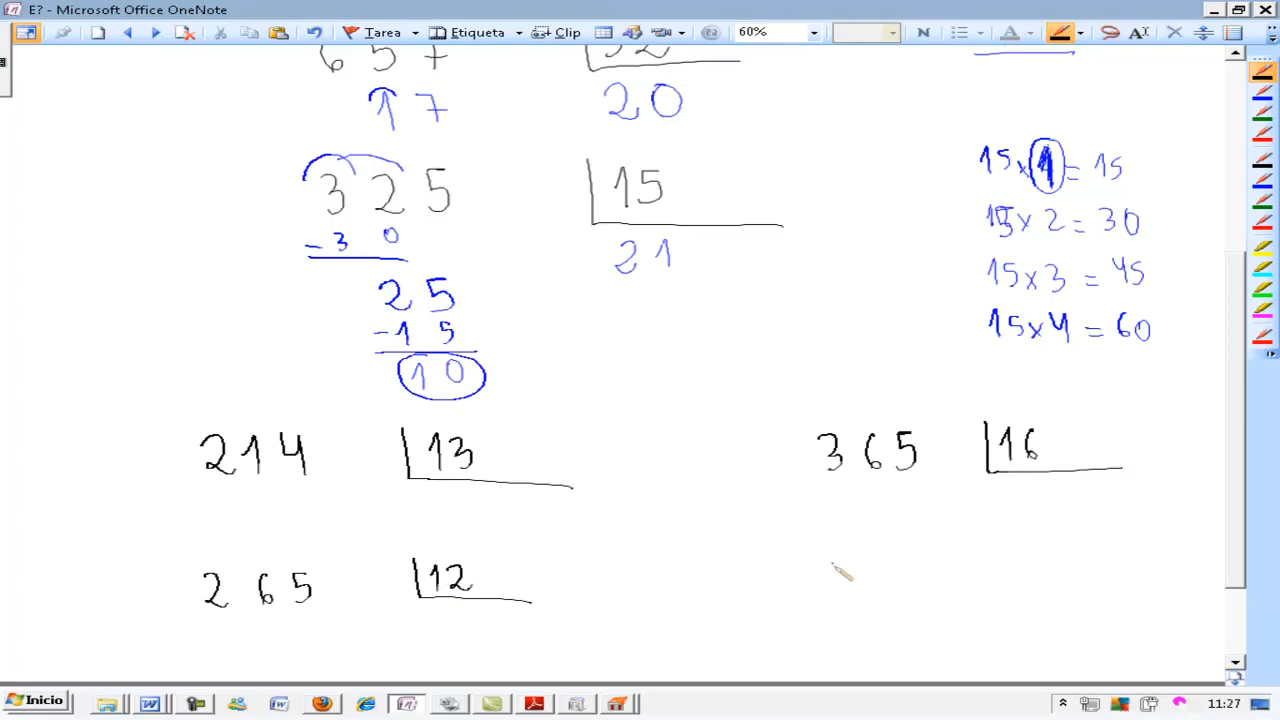 E? - Microsoft Office OneNote
Tarea Etiqueta Clip 60% N A
6 5 7
1 7 20
3 2 5 15
- 3 0 21
2 5
- 1 5
1 0
15 x 1 = 15
15 x 2 = 30
15 x 3 = 45
15 x 4 = 60
2 1 4 13
3 6 5 16
2 6 5 12
Inicio 11:27